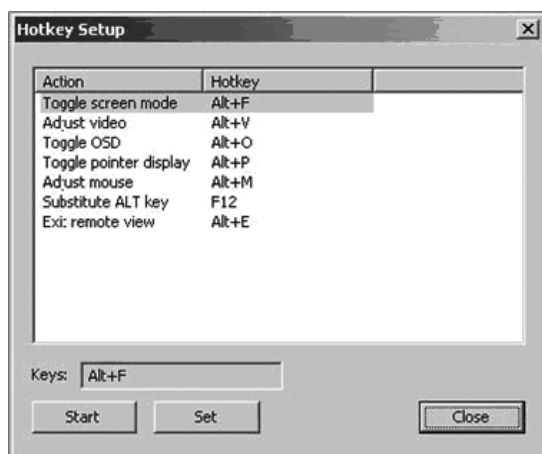 Hotkey Setup
Action Hotkey
Toggle screen mode Alt+F
Adjust video Alt+V
Toggle OSD Alt+O
Toggle pointer display Alt+P
Adjust mouse Alt+M
Substitute ALT key F12
Exit remote view Alt+E
Keys: Alt+F
Start Set Close